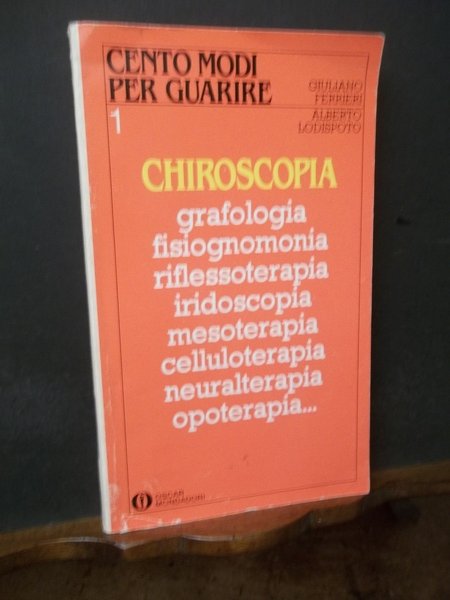 CENTO MODI
PER GUARIRE
GIULIANO
FERRIERI
ALBERTO
LODISPOTO
1
CHIROSCOPIA
grafologia
fisiognomonia
riflessoterapia
iridoscopia
mesoterapia
celluloterapia
neuralterapia
opoterapia...
OSCAR
MONDADORI